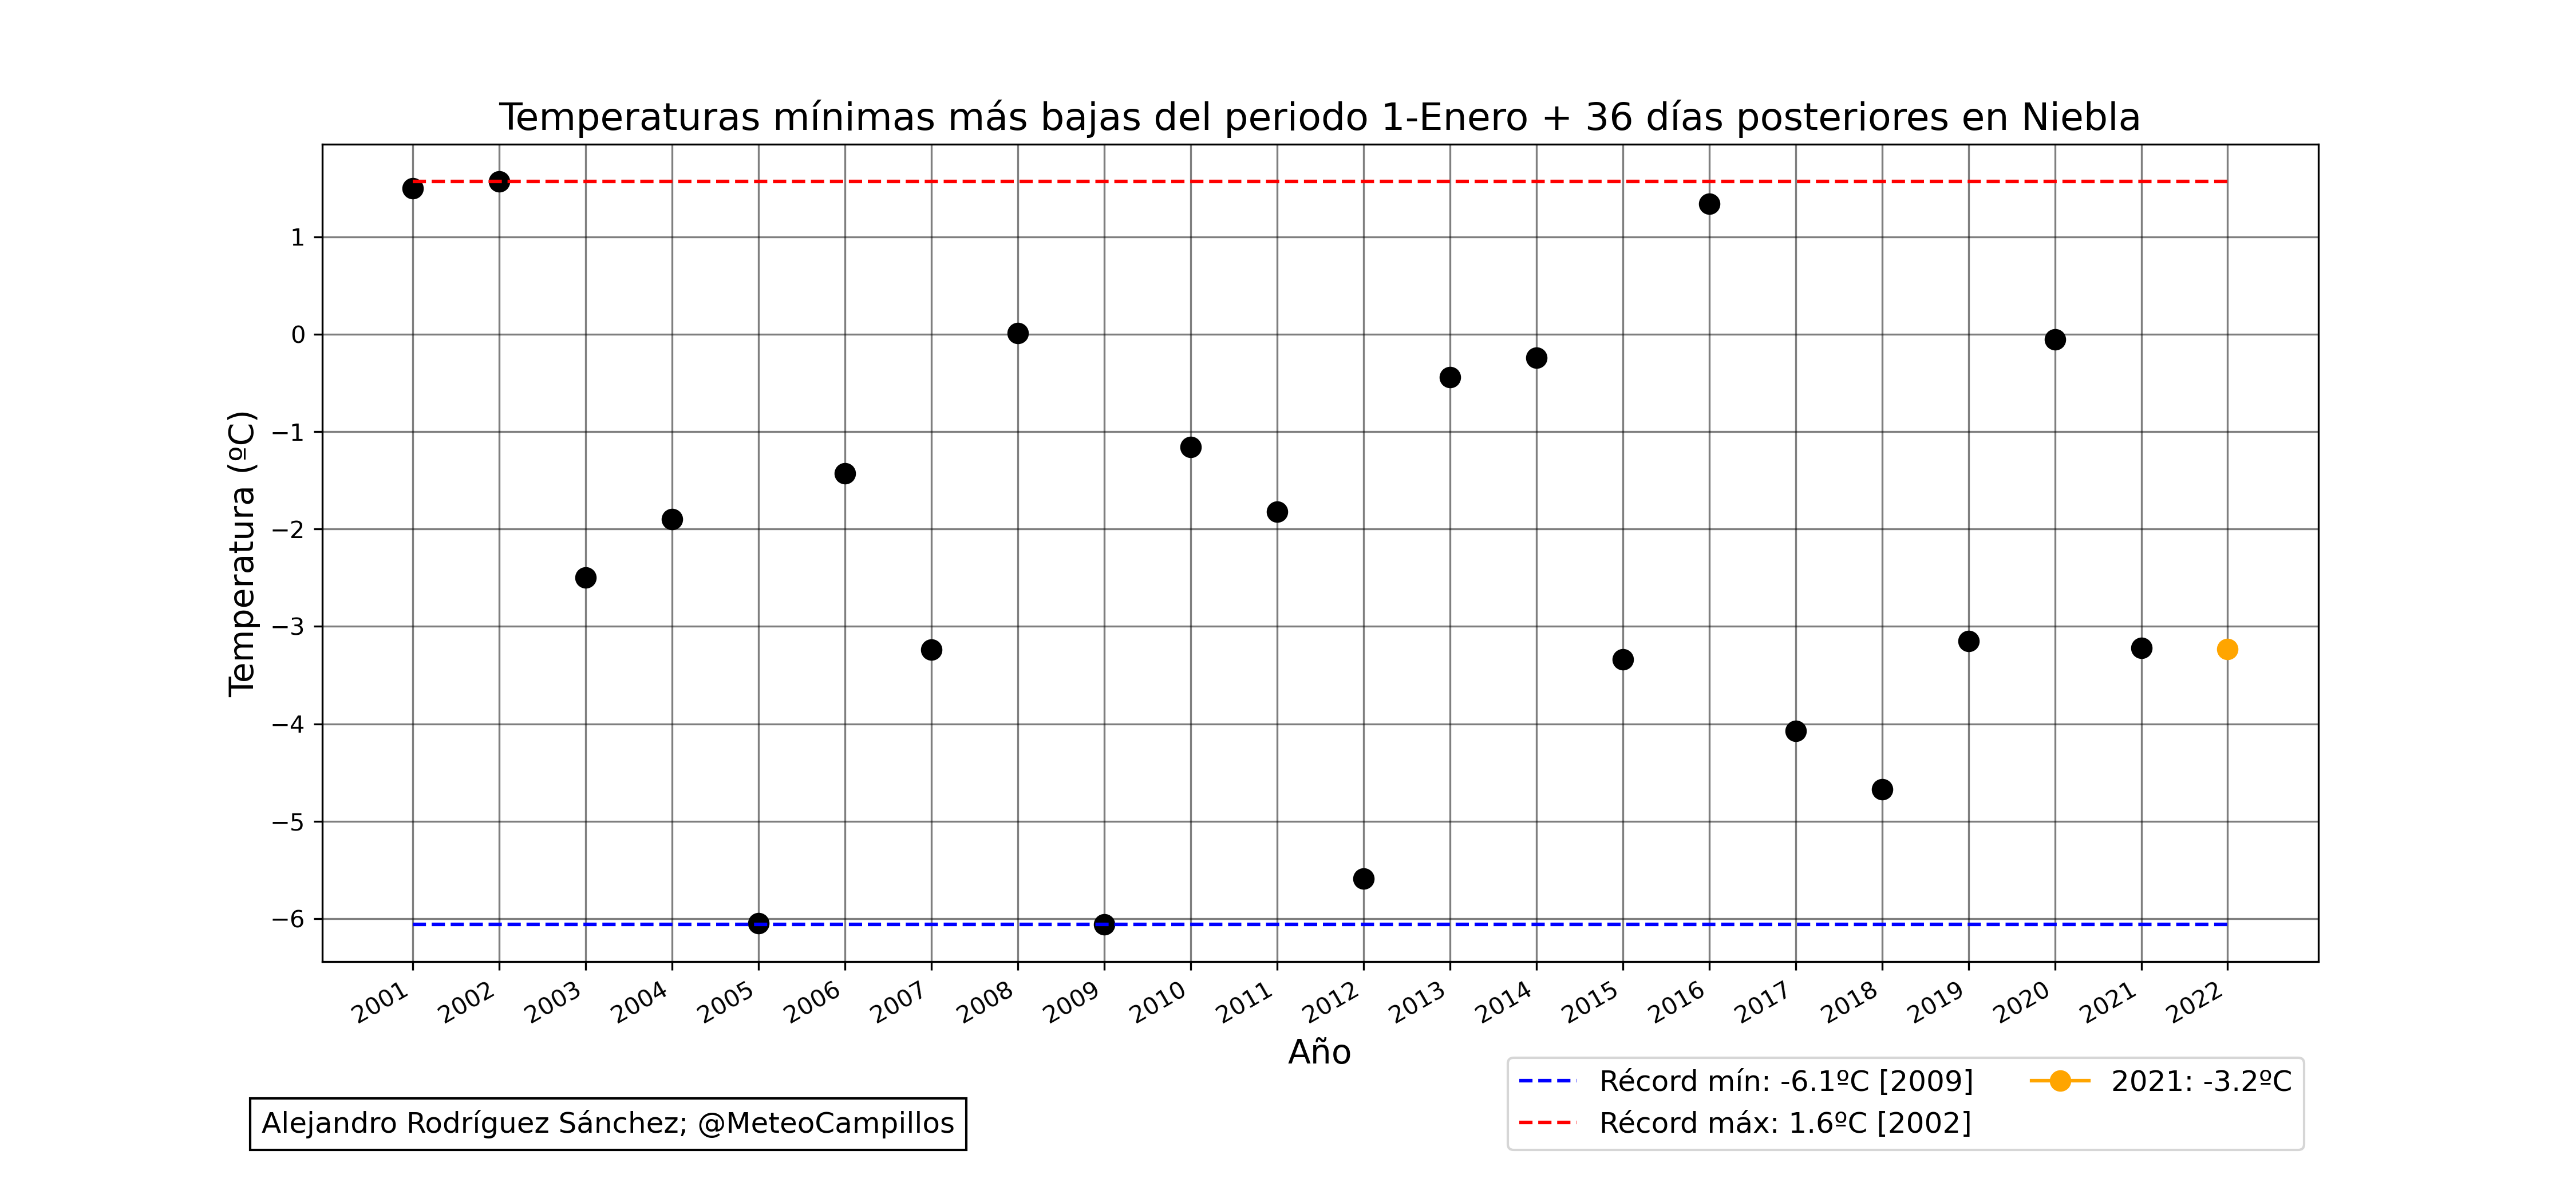 Temperaturas mínimas más bajas del periodo 1-Enero + 36 días posteriores en Niebla
Temperatura (ºC)
1
0
−1
−2
−3
−4
−5
−6
2001 2002 2003 2004 2005 2006 2007 2008 2009 2010 2011 2012 2013 2014 2015 2016 2017 2018 2019 2020 2021 2022
Año
Récord mín: -6.1ºC [2009]
Récord máx: 1.6ºC [2002]
2021: -3.2ºC
Alejandro Rodríguez Sánchez; @MeteoCampillos